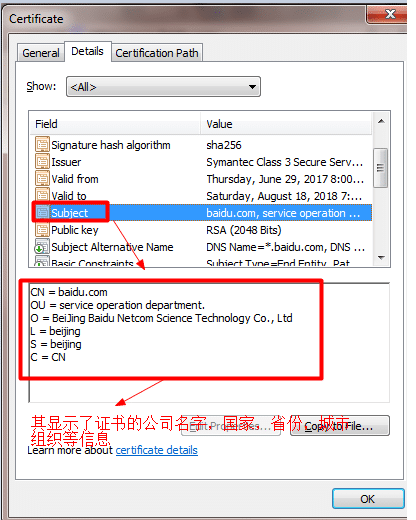 Certificate
General Details Certification Path
Show: <All>
Field Value
Signature hash algorithm sha256
Issuer Symantec Class 3 Secure Serv...
Valid from Thursday, June 29, 2017 8:00...
Valid to Saturday, August 18, 2018 7:...
Subject baidu.com, service operation ...
Public key RSA (2048 Bits)
Subject Alternative Name DNS Name=*.baidu.com, DNS ...
Basic Constraints Subject Type=End Entity, Pat...
CN = baidu.com
OU = service operation department.
O = BeiJing Baidu Netcom Science Technology Co., Ltd
L = beijing
S = beijing
C = CN
其显示了证书的公司名字，国家，省份，城市，
组织等信息
Edit Properties... Copy to File...
Learn more about certificate details
OK